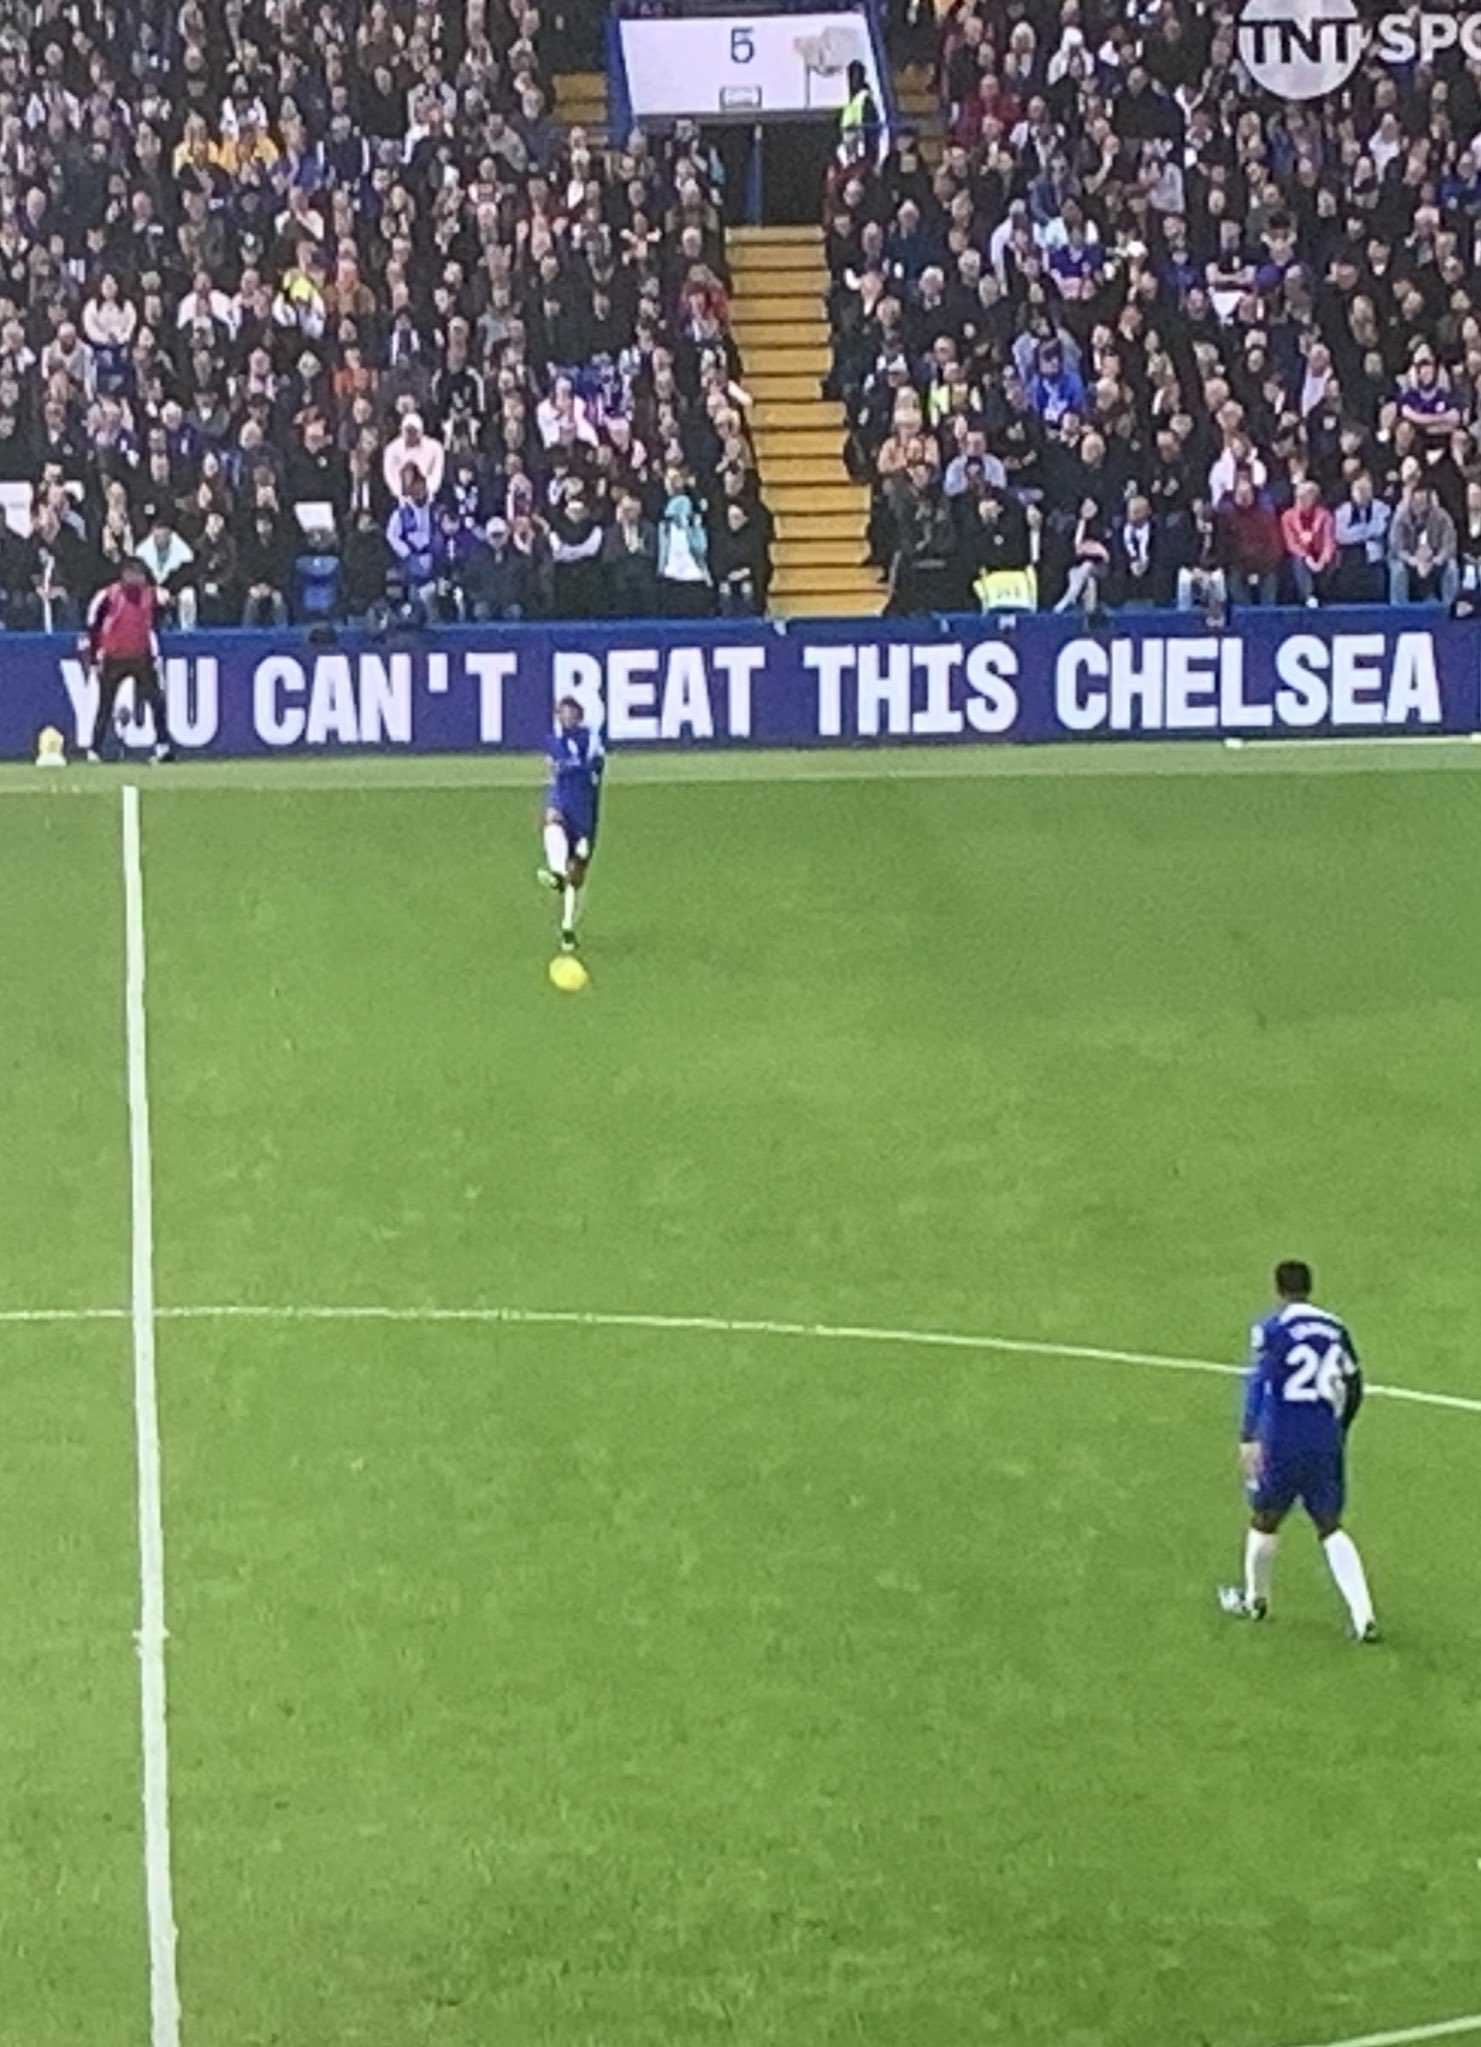 5
TNT SPO
YOU CAN'T BEAT THIS CHELSEA
26